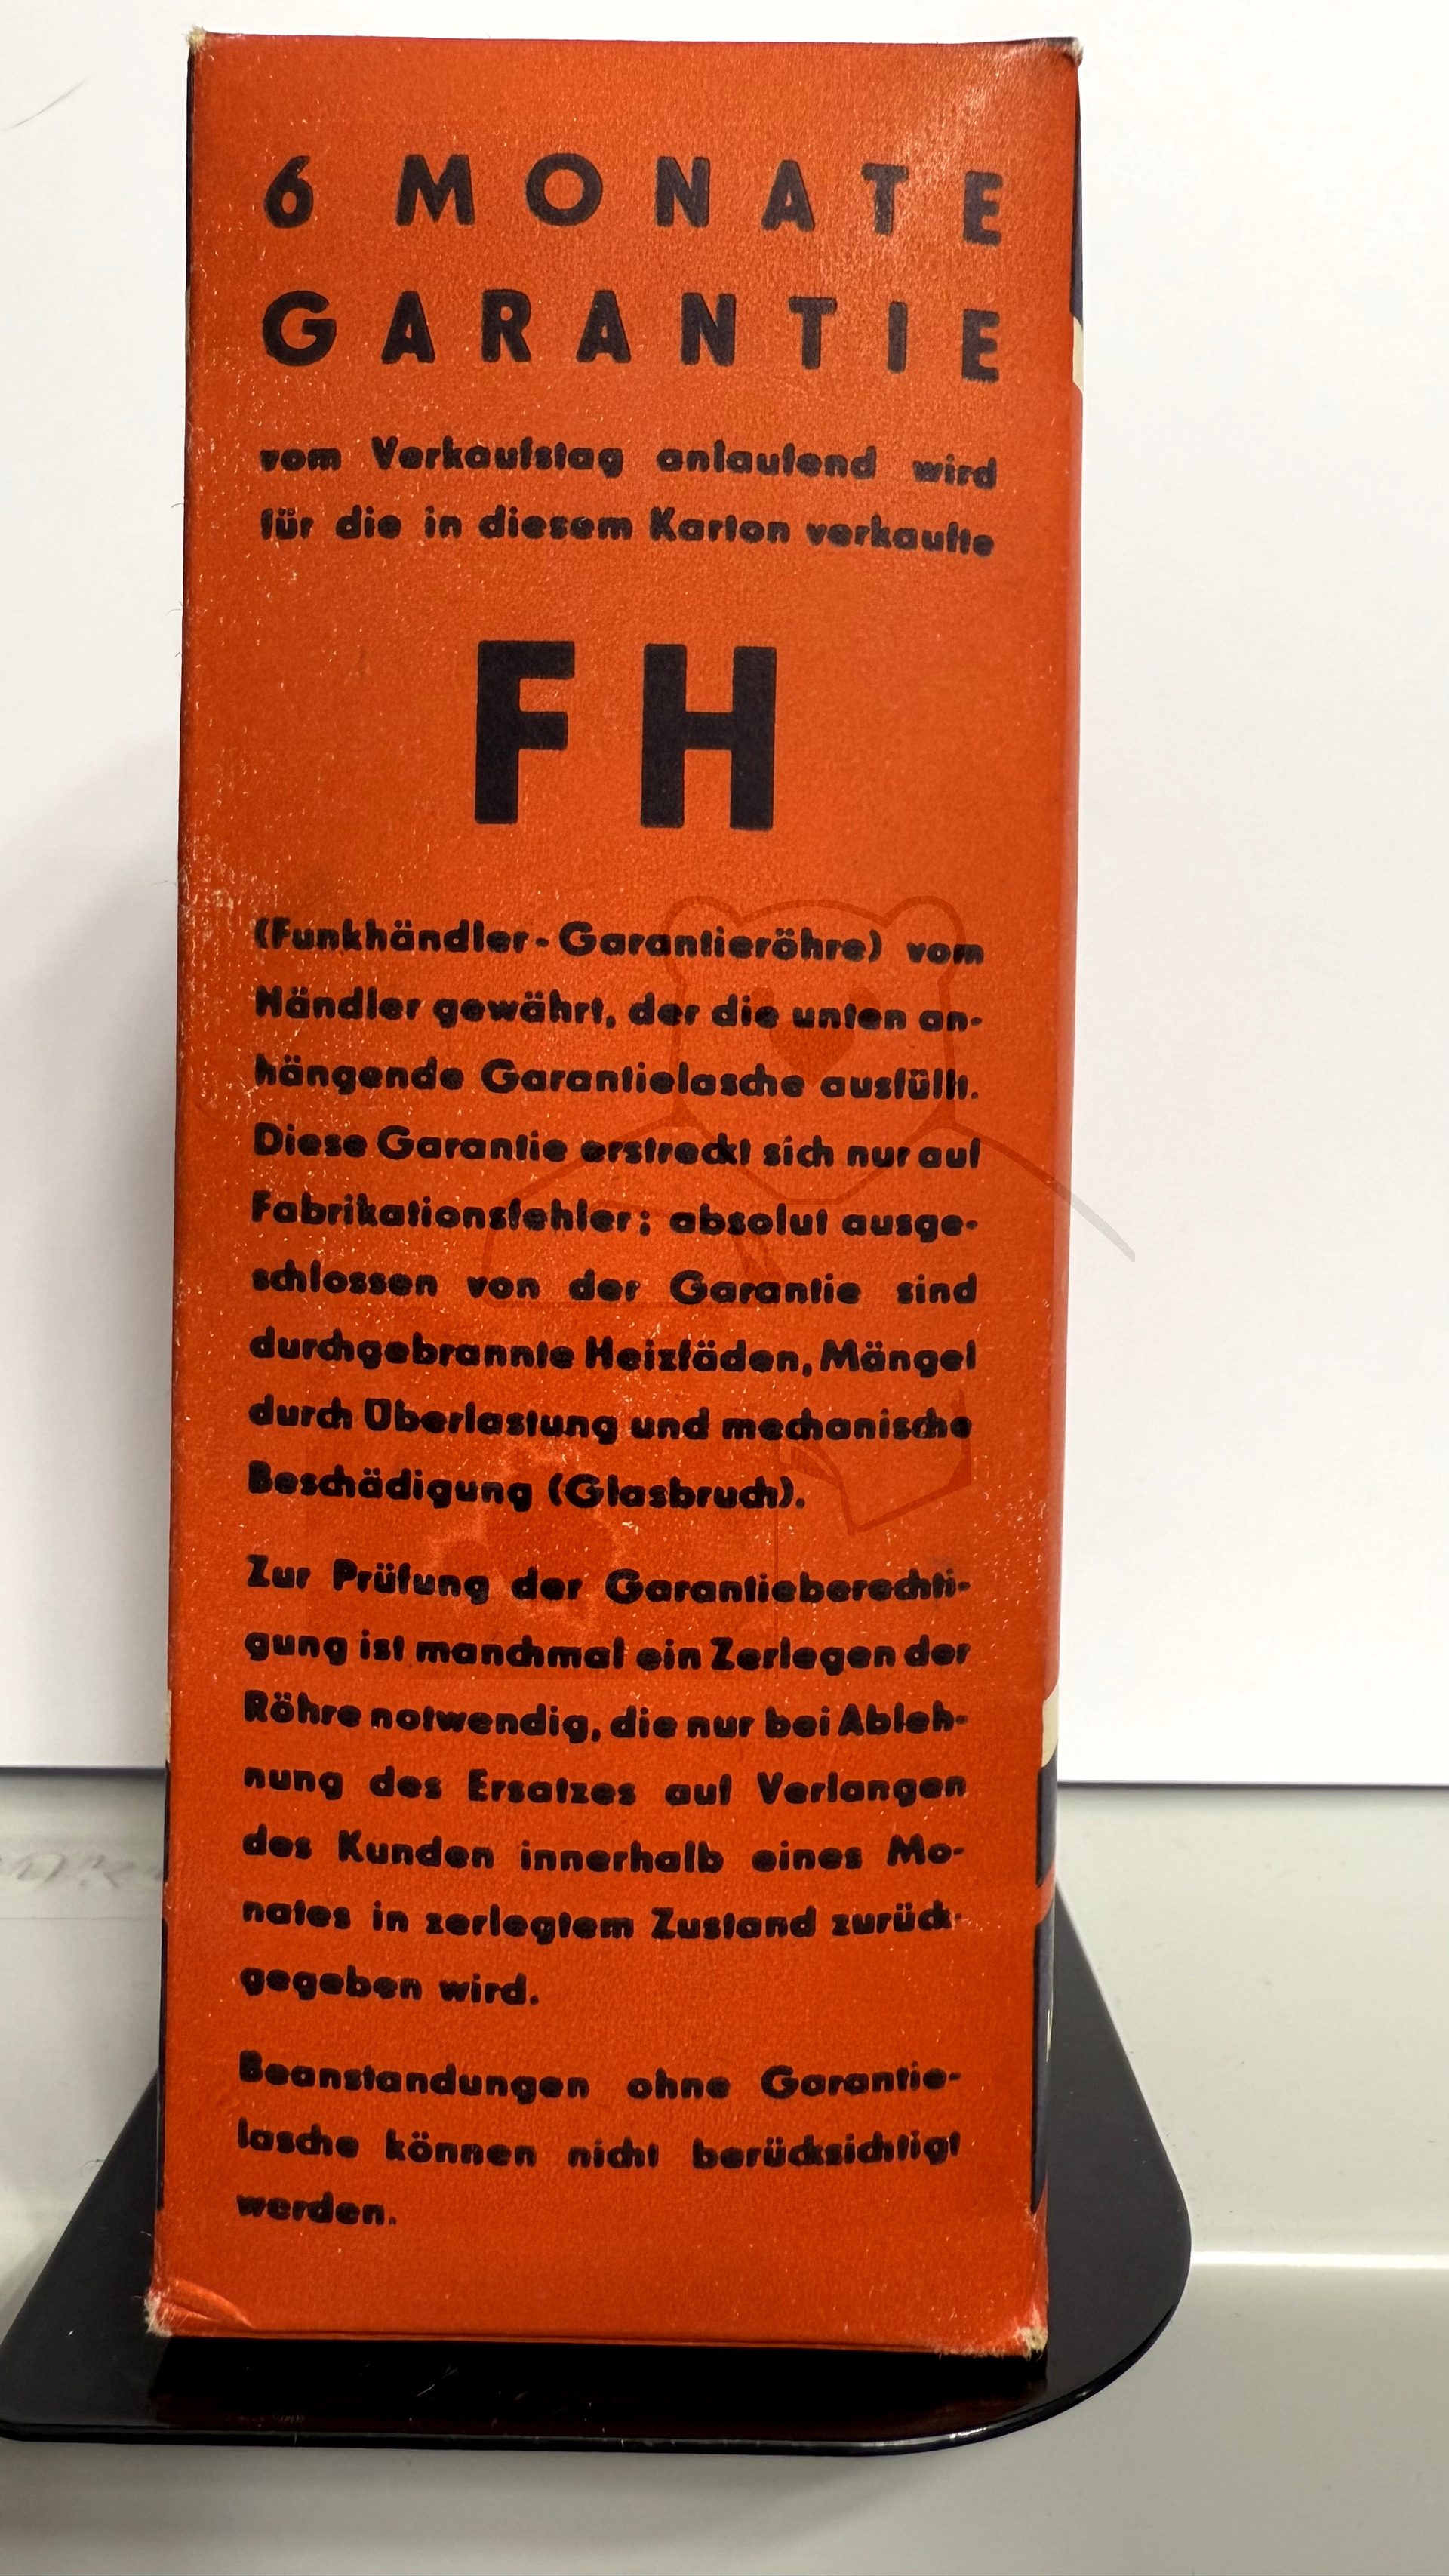 6 MONATE
GARANTIE
vom Verkaufstag anlaufend wird
für die in diesem Karton verkaufte
FH
(Funkhändler-Garantieröhre) vom
Händler gewährt, der die unten an-
hängende Garantielasche ausfüllt.
Diese Garantie erstreckt sich nur auf
Fabrikationsfehler; absolut ausge-
schlossen von der Garantie sind
durchgebrannte Heizfäden, Mängel
durch Überlastung und mechanische
Beschädigung (Glasbruch).
Zur Prüfung der Garantieberechti-
gung ist manchmal ein Zerlegen der
Röhre notwendig, die nur bei Ableh-
nung des Ersatzes auf Verlangen
des Kunden innerhalb eines Mo-
nates in zerlegtem Zustand zurück-
gegeben wird.
Beanstandungen ohne Garantie-
lasche können nicht berücksichtigt
werden.